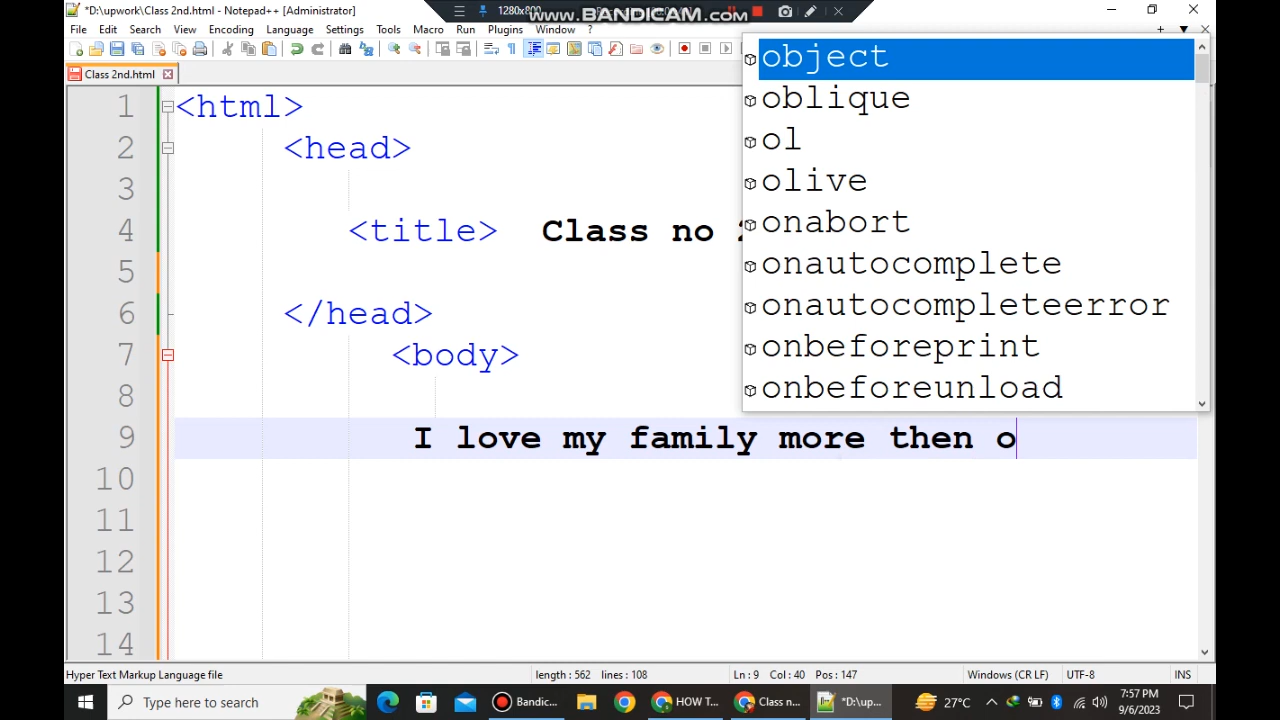 *D:\upwork\Class 2nd.html - Notepad++ [Administrator]
1280x800
www.BANDICAM.com
File Edit Search View Encoding Language Settings Tools Macro Run Plugins Window
Class 2nd.html
1 <html>
2 <head>
3
4 <title> Class no
5
6 </head>
7 <body>
8
9 I love my family more then o
10
11
12
13
14
object
oblique
ol
olive
onabort
onautocomplete
onautocompleteerror
onbeforeprint
onbeforeunload
Hyper Text Markup Language file length : 562 lines : 108 Ln : 9 Col : 40 Pos : 147 Windows (CR LF) UTF-8 INS
Type here to search
Bandic...
HOW T...
Class n...
*D:\up...
27°C
7:57 PM
9/6/2023